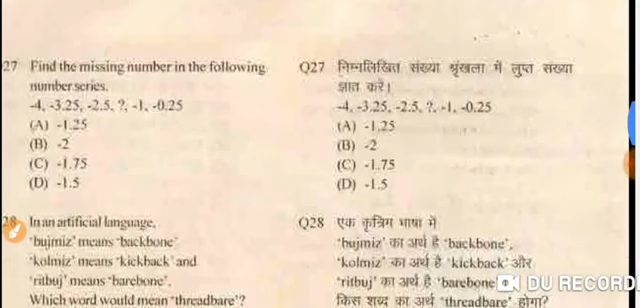 27 Find the missing number in the following
number series.
-4, -3.25, -2.5, ?, -1, -0.25
(A) -1.25
(B) -2
(C) -1.75
(D) -1.5
28 In an artificial language,
'bujmiz' means 'backbone'
'kolmiz' means 'kickback' and
'ritbuj' means 'barebone'.
Which word would mean 'threadbare'?
Q27 निम्नलिखित संख्या श्रृंखला में लुप्त संख्या
ज्ञात करें।
-4, -3.25, -2.5, ?, -1, -0.25
(A) -1.25
(B) -2
(C) -1.75
(D) -1.5
Q28 एक कृत्रिम भाषा में
'bujmiz' का अर्थ है 'backbone',
'kolmiz' का अर्थ है 'kickback' और
'ritbuj' का अर्थ है 'barebone
किस शब्द का अर्थ 'threadbare' होगा?
DU RECORD